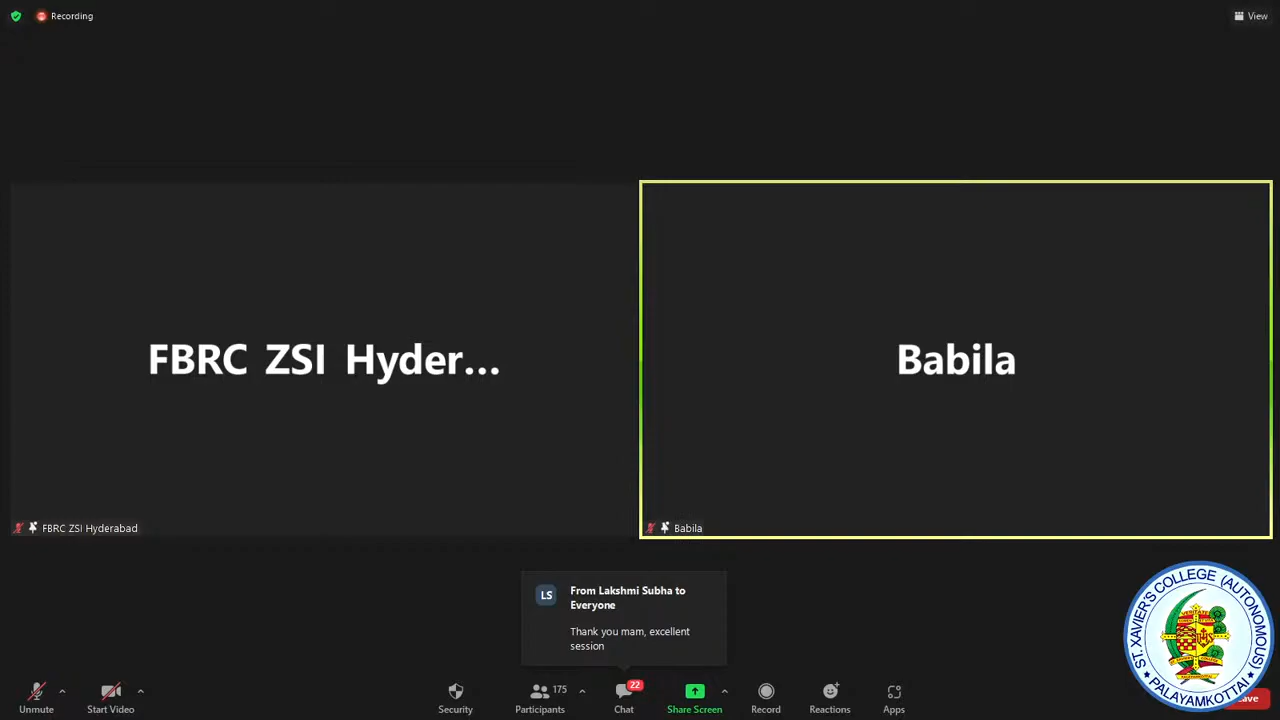 Recording
View
FBRC ZSI Hyder...
Babila
FBRC ZSI Hyderabad
Babila
From Lakshmi Subha to
Everyone
LS
Thank you mam, excellent
session
ST. XAVIER'S COLLEGE (AUTONOMOUS)
PALAYAMKOTTAI
175
22
Unmute
Start Video
Security
Participants
Chat
Share Screen
Record
Reactions
Apps